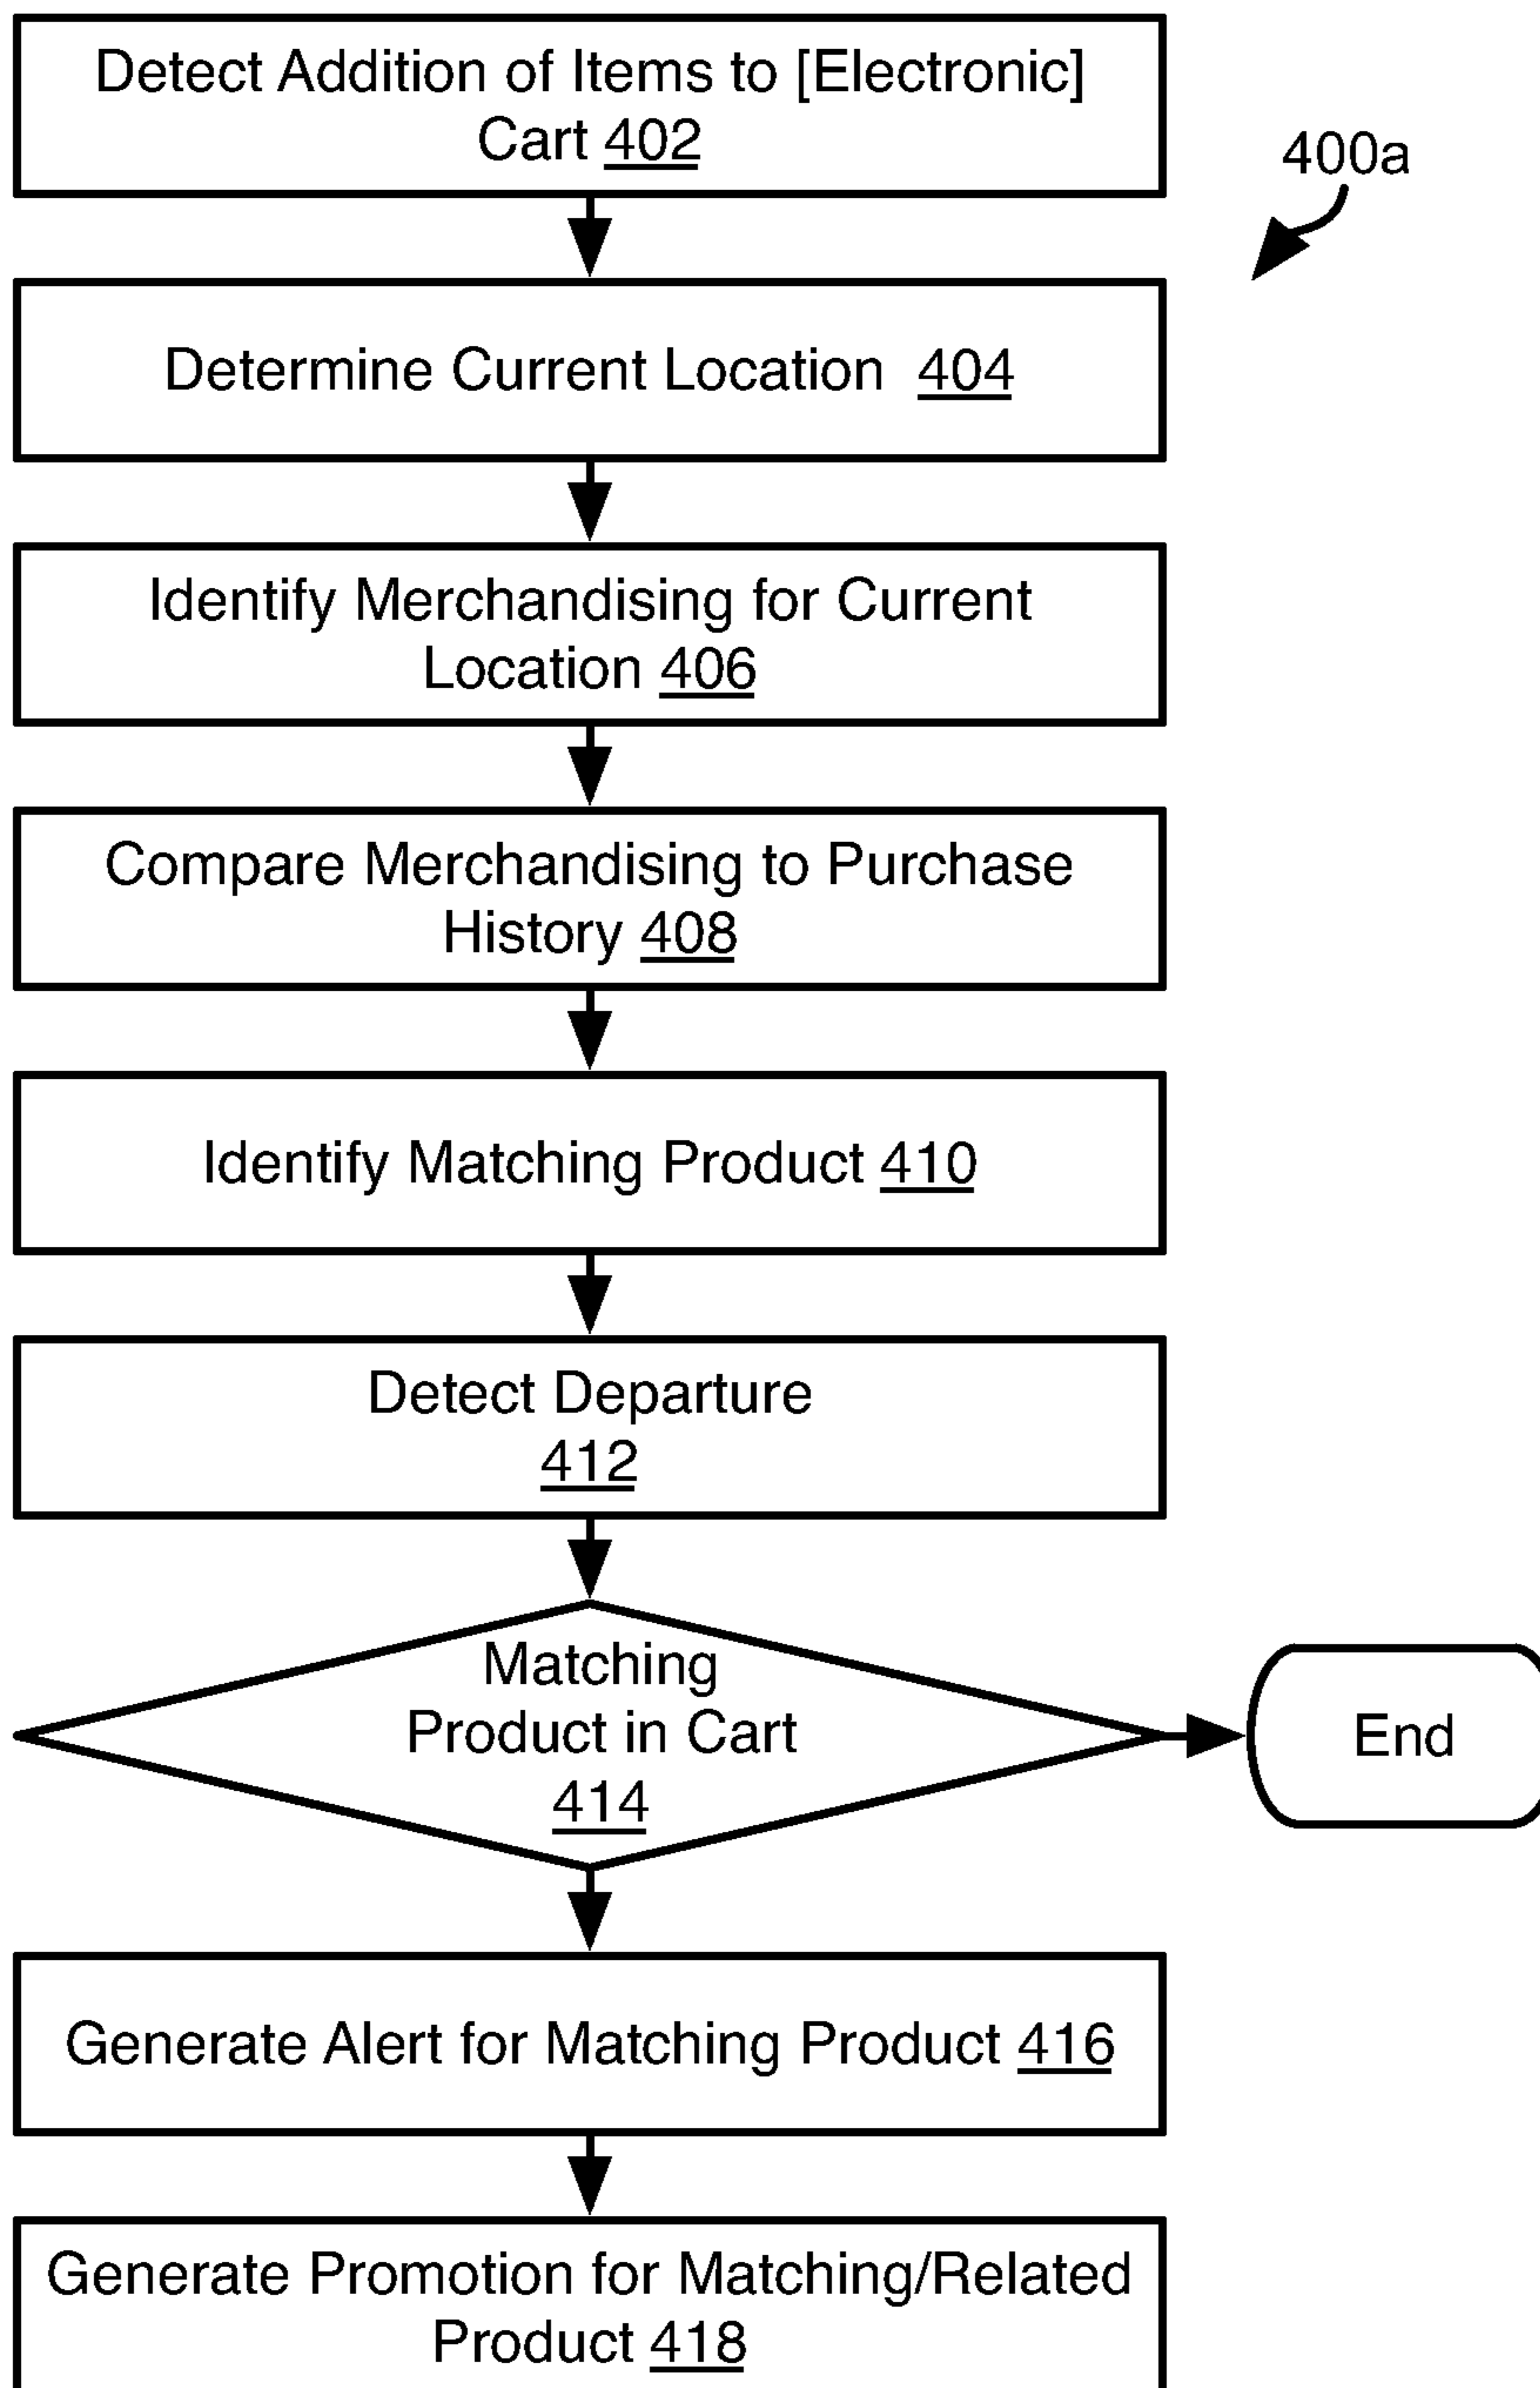 Detect Addition of Items to [Electronic]
Cart 402
400a
Determine Current Location 404
Identify Merchandising for Current
Location 406
Compare Merchandising to Purchase
History 408
Identify Matching Product 410
Detect Departure
412
Matching
Product in Cart
414
End
Generate Alert for Matching Product 416
Generate Promotion for Matching/Related
Product 418